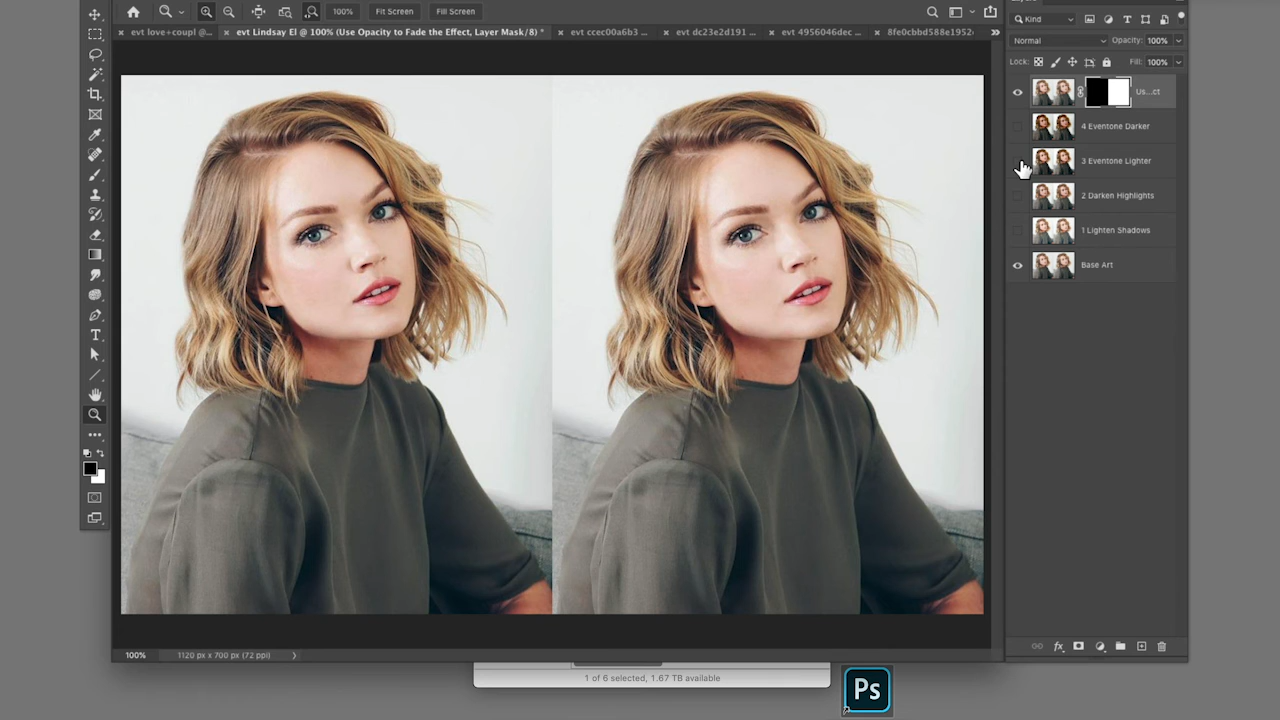 100%
Fit Screen
Fill Screen
evt love+coupl @...
evt Lindsay El @ 100% (Use Opacity to Fade the Effect, Layer Mask/8) *
evt ccec00a6b3 ...
evt dc23e2d191 ...
evt 4956046dec ...
8fe0cbbd588e1952
Kind
Normal
Opacity: 100%
Lock:
Fill: 100%
Us...ct
4 Eventone Darker
3 Eventone Lighter
2 Darken Highlights
1 Lighten Shadows
Base Art
T
T
fx
100%
1120 px x 700 px (72 ppi)
1 of 6 selected, 1.67 TB available
Ps